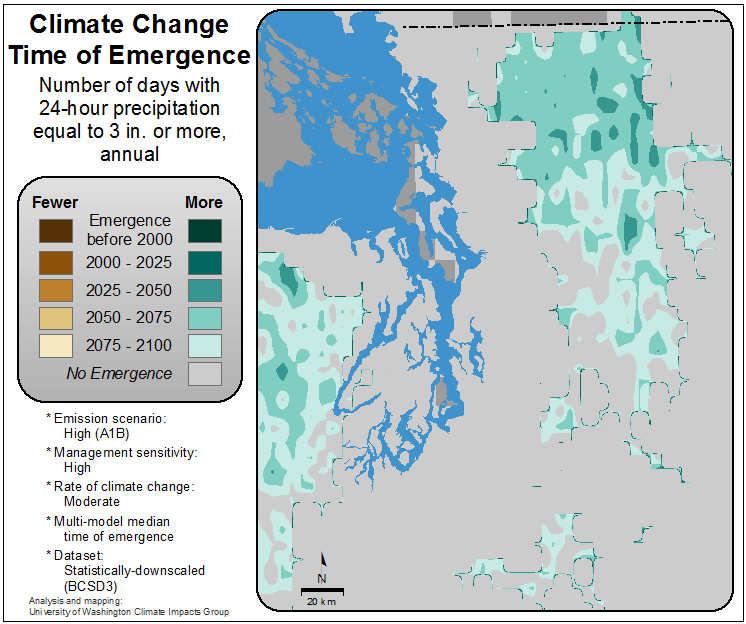 Climate Change
Time of Emergence
Number of days with
24-hour precipitation
equal to 3 in. or more,
annual
Fewer More
Emergence
before 2000
2000 - 2025
2025 - 2050
2050 - 2075
2075 - 2100
No Emergence
* Emission scenario:
High (A1B)
* Management sensitivity:
High
* Rate of climate change:
Moderate
* Multi-model median
time of emergence
* Dataset:
Statistically-downscaled
(BCSD3)
Analysis and mapping:
University of Washington Climate Impacts Group
N
20 km